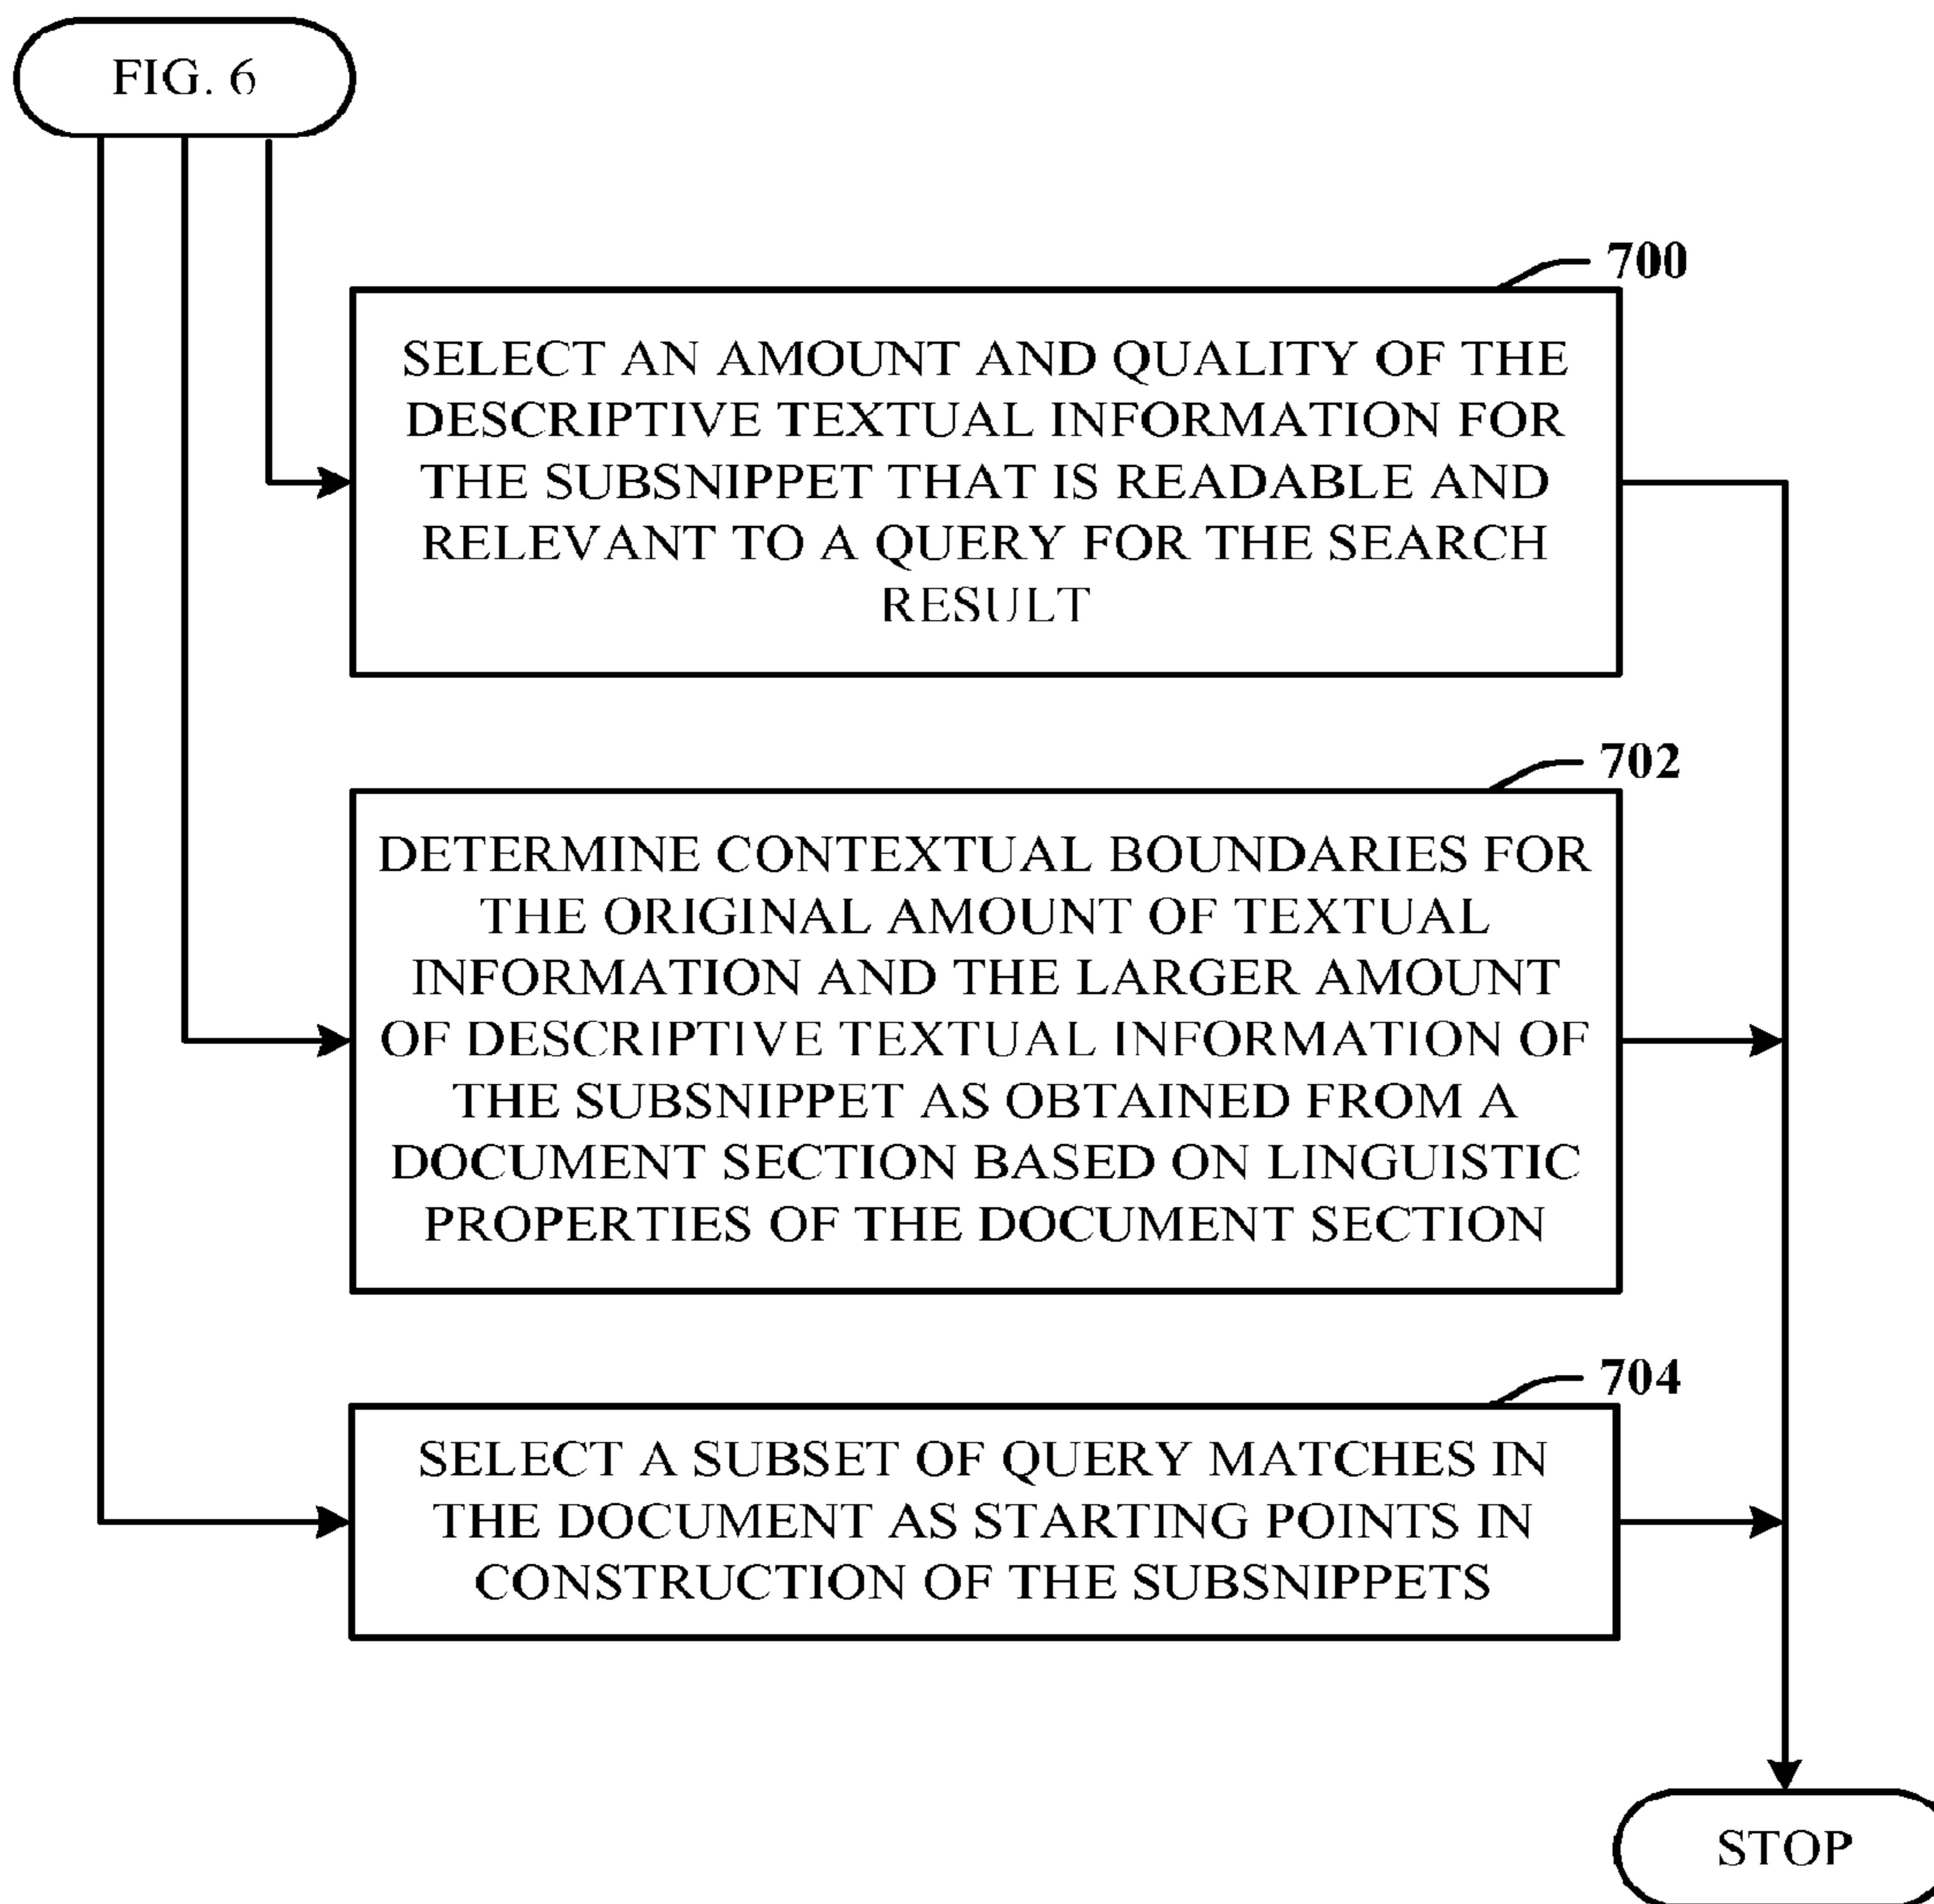 FIG. 6
700
SELECT AN AMOUNT AND QUALITY OF THE
DESCRIPTIVE TEXTUAL INFORMATION FOR
THE SUBSNIPPET THAT IS READABLE AND
RELEVANT TO A QUERY FOR THE SEARCH
RESULT
702
DETERMINE CONTEXTUAL BOUNDARIES FOR
THE ORIGINAL AMOUNT OF TEXTUAL
INFORMATION AND THE LARGER AMOUNT
OF DESCRIPTIVE TEXTUAL INFORMATION OF
THE SUBSNIPPET AS OBTAINED FROM A
DOCUMENT SECTION BASED ON LINGUISTIC
PROPERTIES OF THE DOCUMENT SECTION
704
SELECT A SUBSET OF QUERY MATCHES IN
THE DOCUMENT AS STARTING POINTS IN
CONSTRUCTION OF THE SUBSNIPPETS
STOP